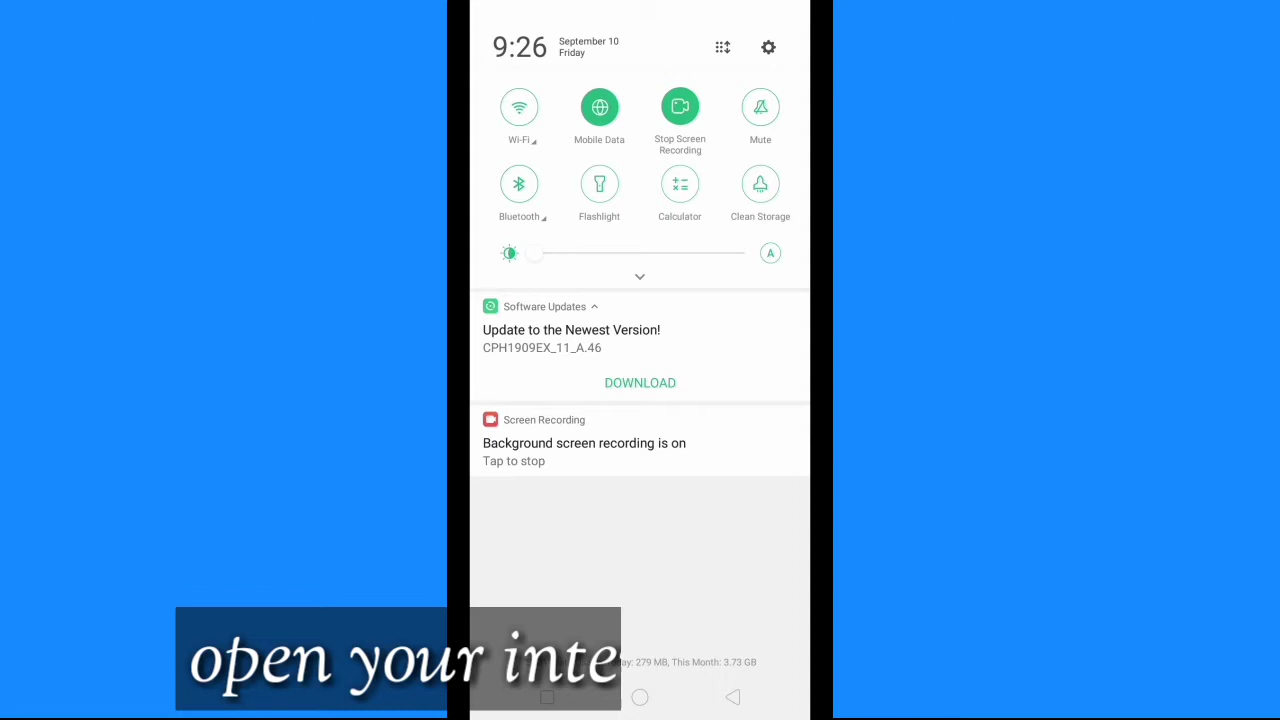 9:26
September 10
Friday
Wi-Fi
Mobile Data
Stop Screen
Recording
Mute
Bluetooth
Flashlight
Calculator
Clean Storage
A
Software Updates
Update to the Newest Version!
CPH1909EX_11_A.46
DOWNLOAD
Screen Recording
Background screen recording is on
Tap to stop
279 MB, This Month: 3.73 GB
open your inte